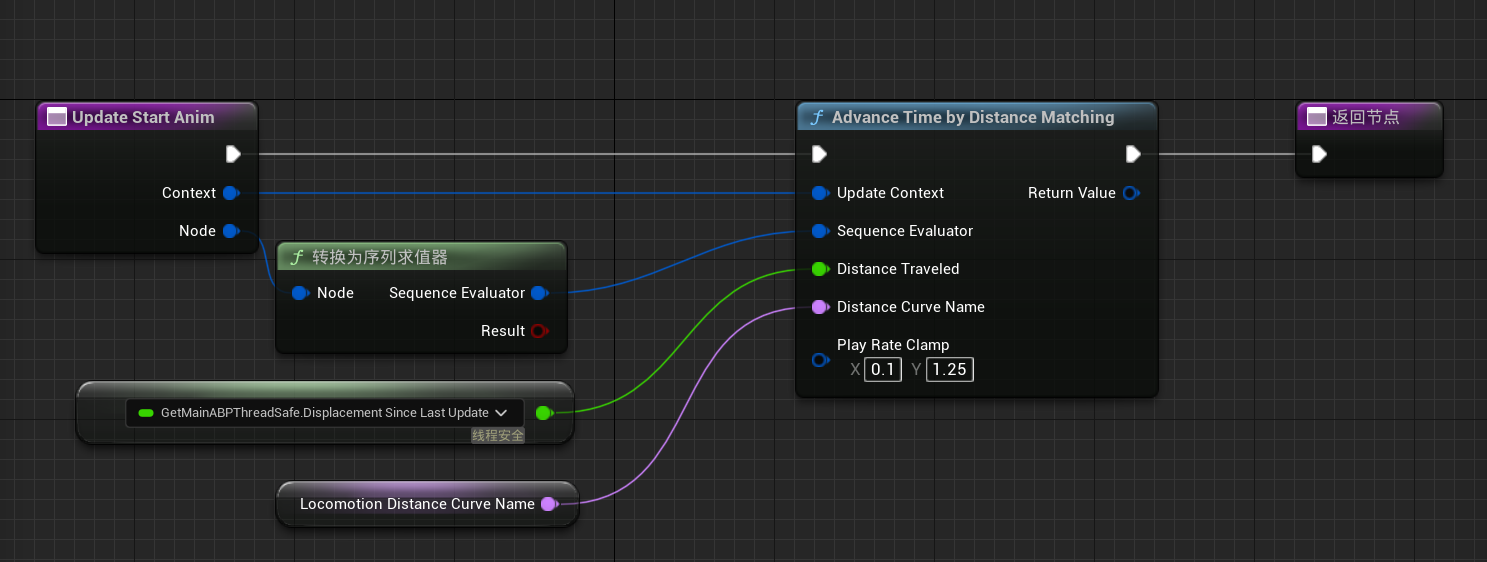 Update Start Anim
Context
Node
转换为序列求值器
Node
Sequence Evaluator
Result
GetMainABPThreadSafe.Displacement Since Last Update
线程安全
Locomotion Distance Curve Name
Advance Time by Distance Matching
Update Context
Return Value
Sequence Evaluator
Distance Traveled
Distance Curve Name
Play Rate Clamp
X 0.1 Y 1.25
返回节点